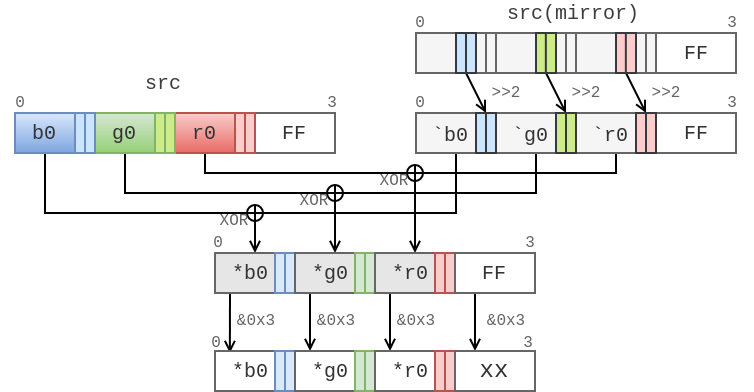 src(mirror)
0 3
FF
>>2 >>2 >>2
src
0 3
b0 g0 r0 FF
0 3
`b0 `g0 `r0 FF
XOR
XOR
XOR
0 3
*b0 *g0 *r0 FF
&0x3 &0x3 &0x3 &0x3
0 3
*b0 *g0 *r0 xx